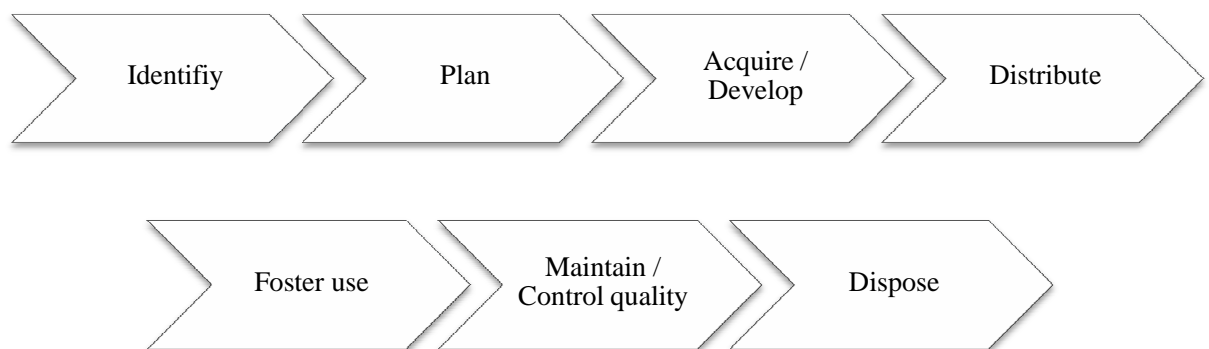 Identifiy
Plan
Acquire /
Develop
Distribute
Foster use
Maintain /
Control quality
Dispose